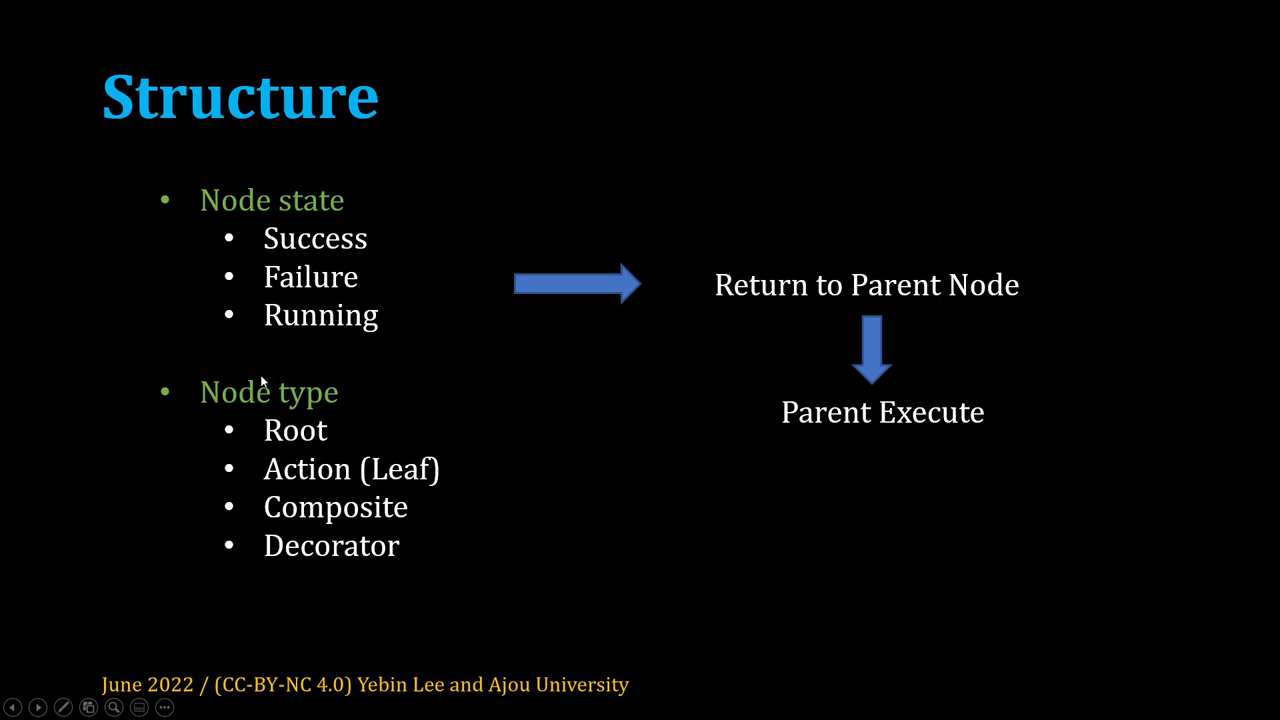 Structure
• Node state
• Success
• Failure
• Running
Return to Parent Node
Parent Execute
• Node type
• Root
• Action (Leaf)
• Composite
• Decorator
June 2022 / (CC-BY-NC 4.0) Yebin Lee and Ajou University